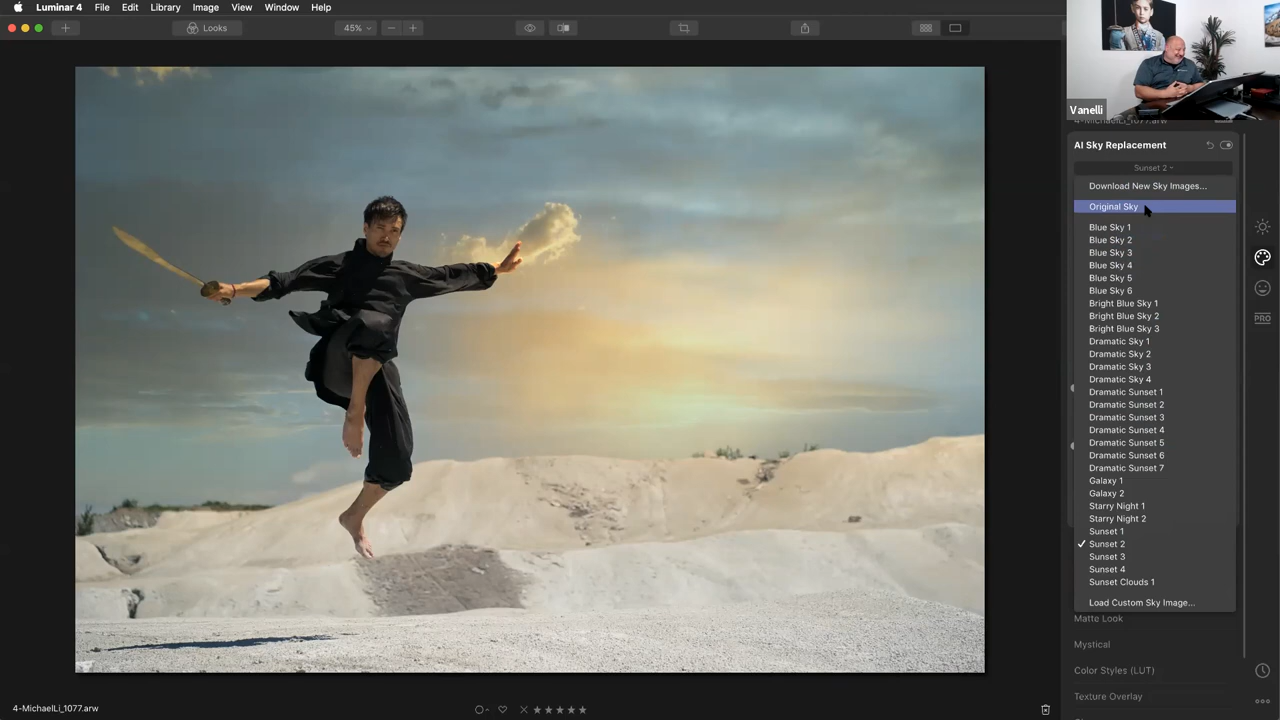 Luminar 4 File Edit Library Image View Window Help
Looks
45%
Vanelli
4-MichaelLi_1077.arw
AI Sky Replacement
Sunset 2
Download New Sky Images...
Original Sky
Blue Sky 1
Blue Sky 2
Blue Sky 3
Blue Sky 4
Blue Sky 5
Blue Sky 6
Bright Blue Sky 1
Bright Blue Sky 2
Bright Blue Sky 3
Dramatic Sky 1
Dramatic Sky 2
Dramatic Sky 3
Dramatic Sky 4
Dramatic Sunset 1
Dramatic Sunset 2
Dramatic Sunset 3
Dramatic Sunset 4
Dramatic Sunset 5
Dramatic Sunset 6
Dramatic Sunset 7
Galaxy 1
Galaxy 2
Starry Night 1
Starry Night 2
Sunset 1
Sunset 2
Sunset 3
Sunset 4
Sunset Clouds 1
Load Custom Sky Image...
PRO
Matte Look
Mystical
Color Styles (LUT)
Texture Overlay
4-MichaelLi_1077.arw